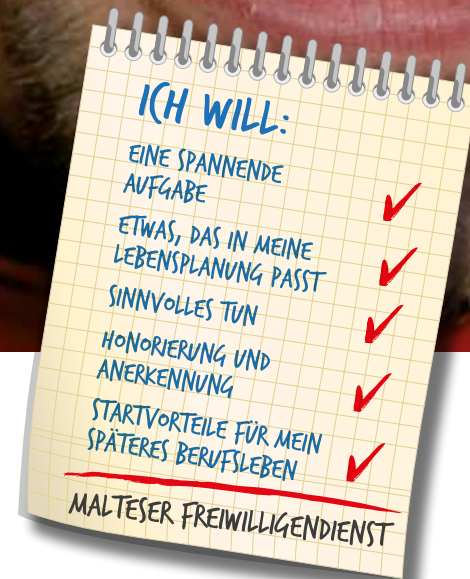 ICH WILL:
EINE SPANNENDE
AUFGABE
ETWAS, DAS IN MEINE
LEBENSPLANUNG PASST
SINNVOLLES TUN
HONORIERUNG UND
ANERKENNUNG
STARTVORTEILE FÜR MEIN
SPÄTERES BERUFSLEBEN
MALTESER FREIWILLIGENDIENST